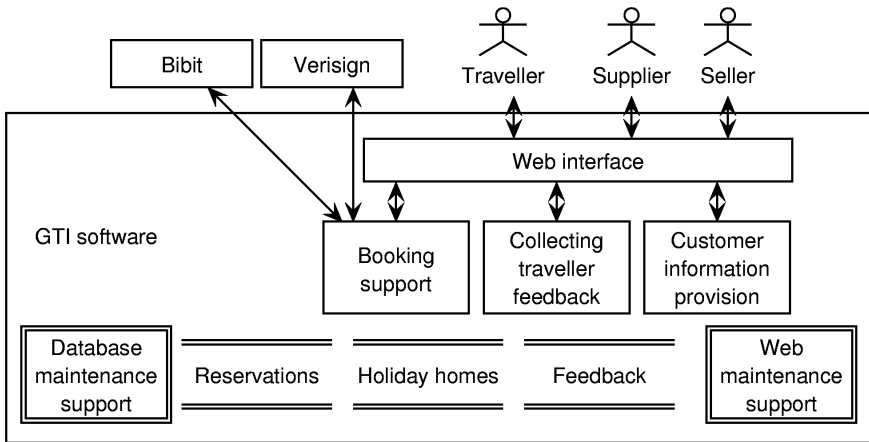 Bibit
Verisign
Traveller
Supplier
Seller
Web interface
GTI software
Booking
support
Collecting
traveller
feedback
Customer
information
provision
Database
maintenance
support
Reservations
Holiday homes
Feedback
Web
maintenance
support